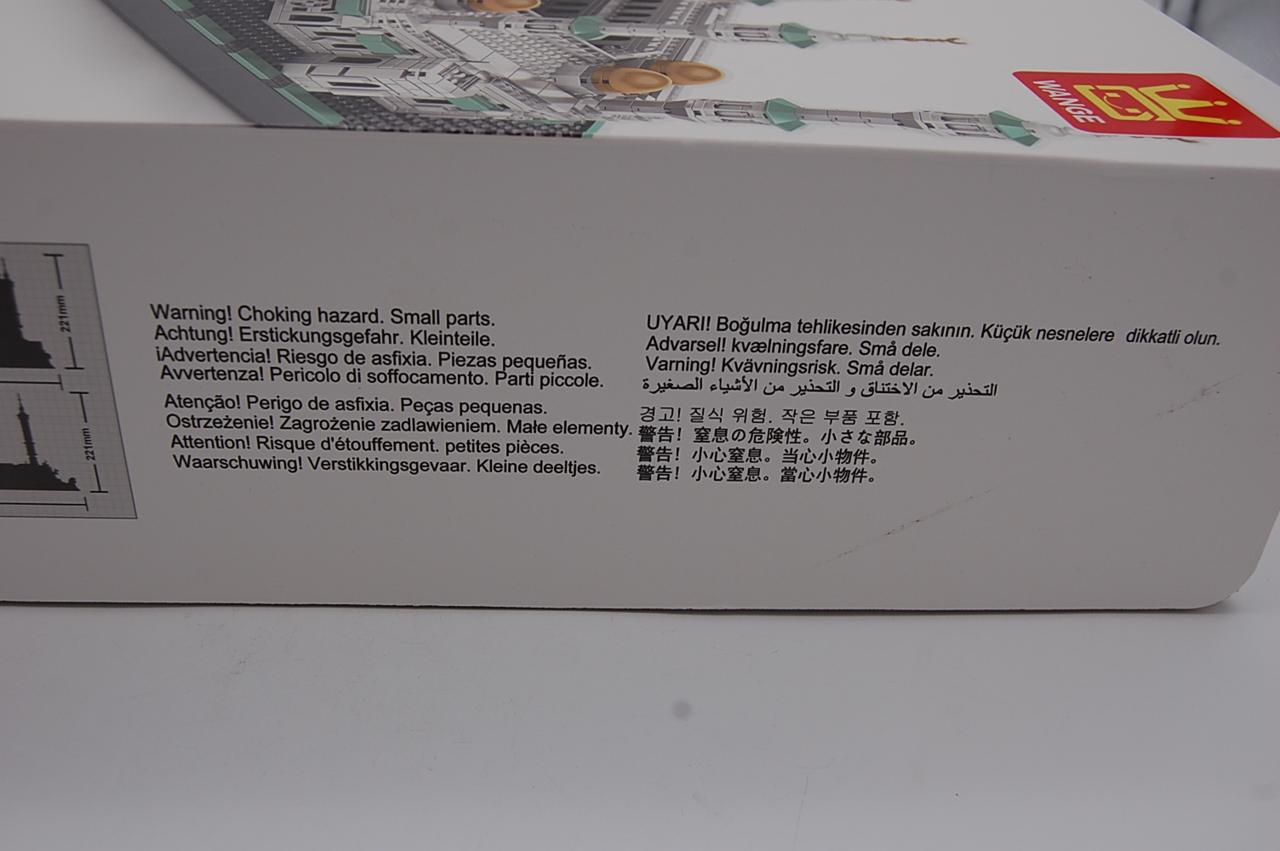 WANGE
221mm
221mm
Warning! Choking hazard. Small parts.
Achtung! Erstickungsgefahr. Kleinteile.
¡Advertencia! Riesgo de asfixia. Piezas pequeñas.
Avvertenza! Pericolo di soffocamento. Parti piccole.
Atenção! Perigo de asfixia. Peças pequenas.
Ostrzeżenie! Zagrożenie zadlawieniem. Małe elementy.
Attention! Risque d'étouffement. petites pièces.
Waarschuwing! Verstikkingsgevaar. Kleine deeltjes.
UYARI! Boğulma tehlikesinden sakının. Küçük nesnelere dikkatli olun.
Advarsel! kvælningsfare. Små dele.
Varning! Kvävningsrisk. Små delar.
التحذير من الاختناق و التحذير من الأشياء الصغيرة
경고! 질식 위험. 작은 부품 포함.
警告! 窒息の危険性。小さな部品。
警告! 小心窒息。当心小物件。
警告! 小心窒息。當心小物件。